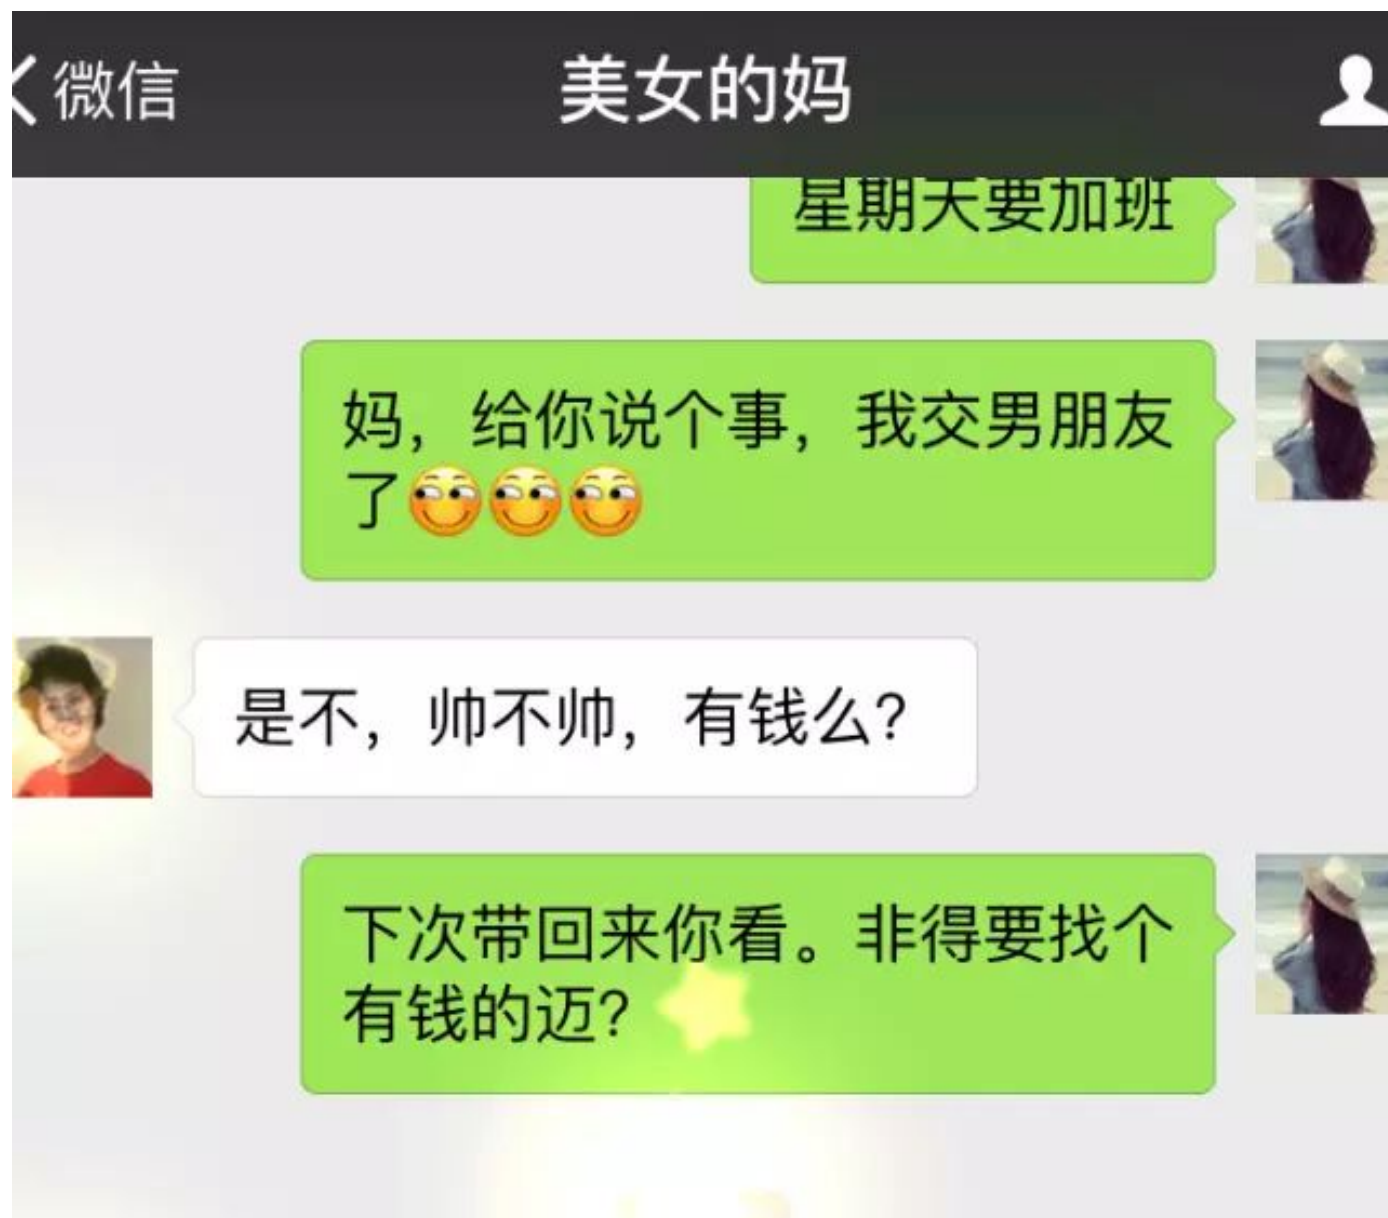 微信
美女的妈
星期天要加班
妈，给你说个事，我交男朋友
了
是不，帅不帅，有钱么？
下次带回来你看。非得要找个
有钱的迈？